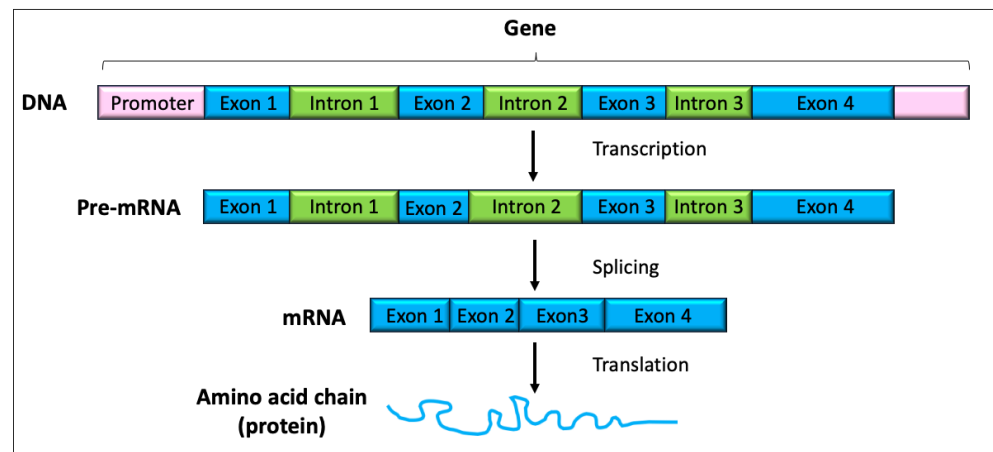 Gene
DNA
Promoter Exon 1 Intron 1 Exon 2 Intron 2 Exon 3 Intron 3 Exon 4
Transcription
Pre-mRNA
Exon 1 Intron 1 Exon 2 Intron 2 Exon 3 Intron 3 Exon 4
Splicing
mRNA
Exon 1 Exon 2 Exon3 Exon 4
Translation
Amino acid chain
(protein)